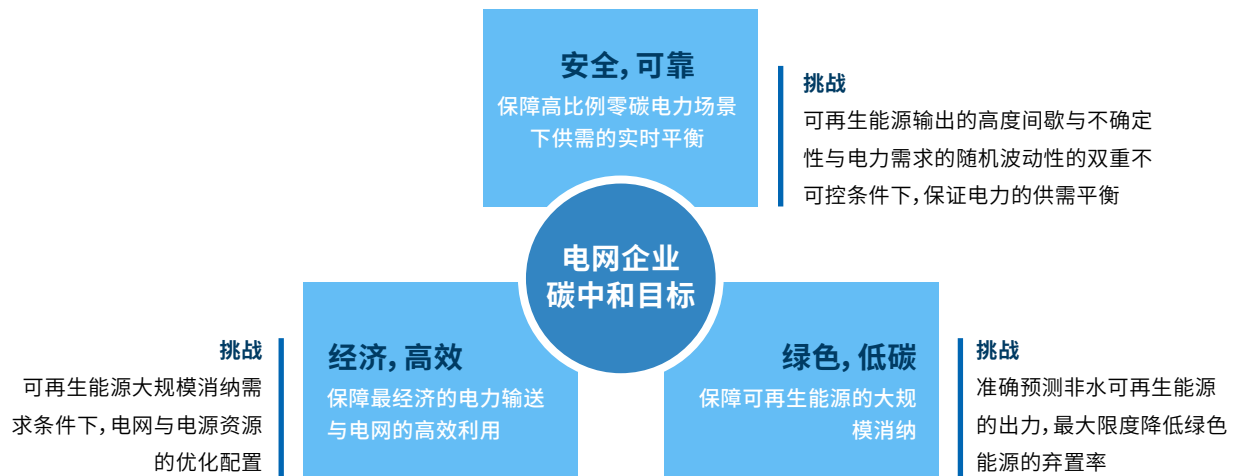 安全，可靠
保障高比例零碳电力场景
下供需的实时平衡
挑战
可再生能源输出的高度间歇与不确定
性与电力需求的随机波动性的双重不
可控条件下，保证电力的供需平衡
电网企业
碳中和目标
挑战
可再生能源大规模消纳需
求条件下，电网与电源资源
的优化配置
经济，高效
保障最经济的电力输送
与电网的高效利用
绿色，低碳
保障可再生能源的大规
模消纳
挑战
准确预测非水可再生能源
的出力，最大限度降低绿色
能源的弃置率